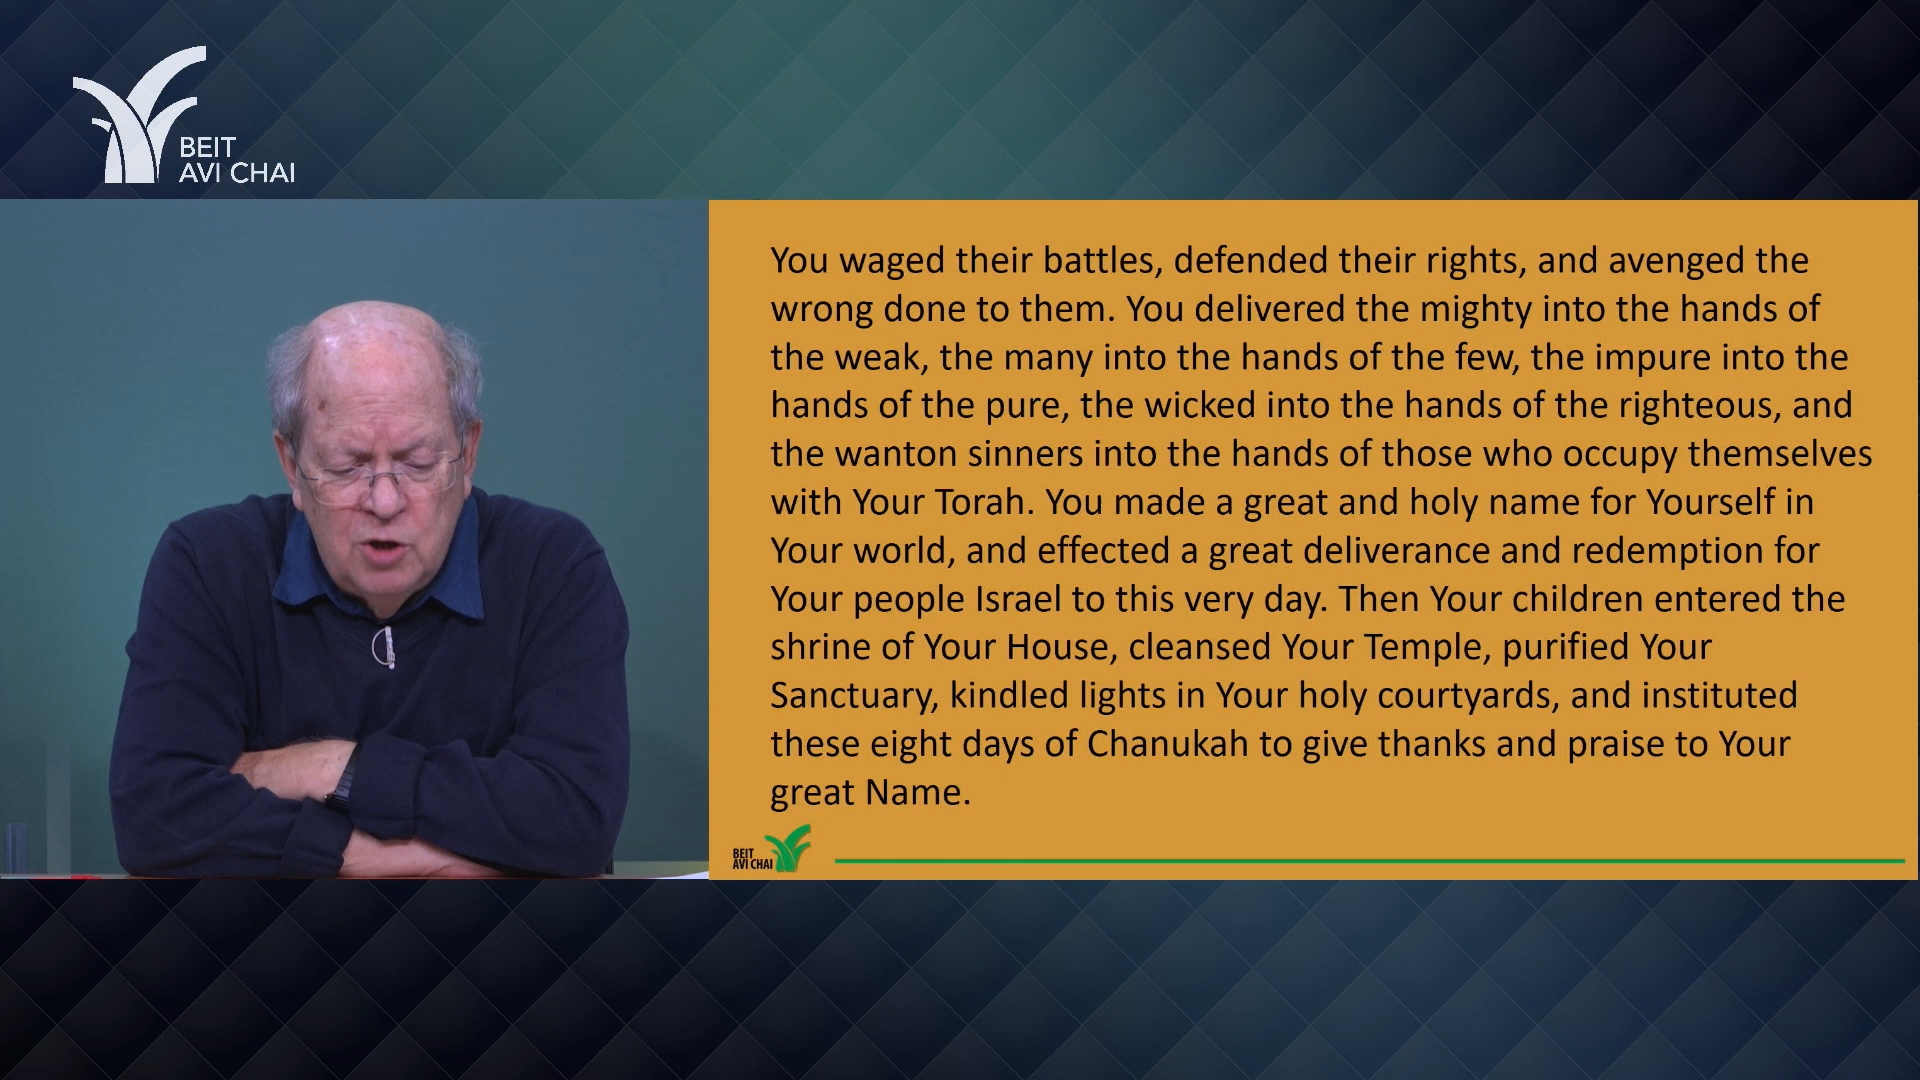 BEIT
AVI CHAI
You waged their battles, defended their rights, and avenged the
wrong done to them. You delivered the mighty into the hands of
the weak, the many into the hands of the few, the impure into the
hands of the pure, the wicked into the hands of the righteous, and
the wanton sinners into the hands of those who occupy themselves
with Your Torah. You made a great and holy name for Yourself in
Your world, and effected a great deliverance and redemption for
Your people Israel to this very day. Then Your children entered the
shrine of Your House, cleansed Your Temple, purified Your
Sanctuary, kindled lights in Your holy courtyards, and instituted
these eight days of Chanukah to give thanks and praise to Your
great Name.
BEIT
AVI CHAI